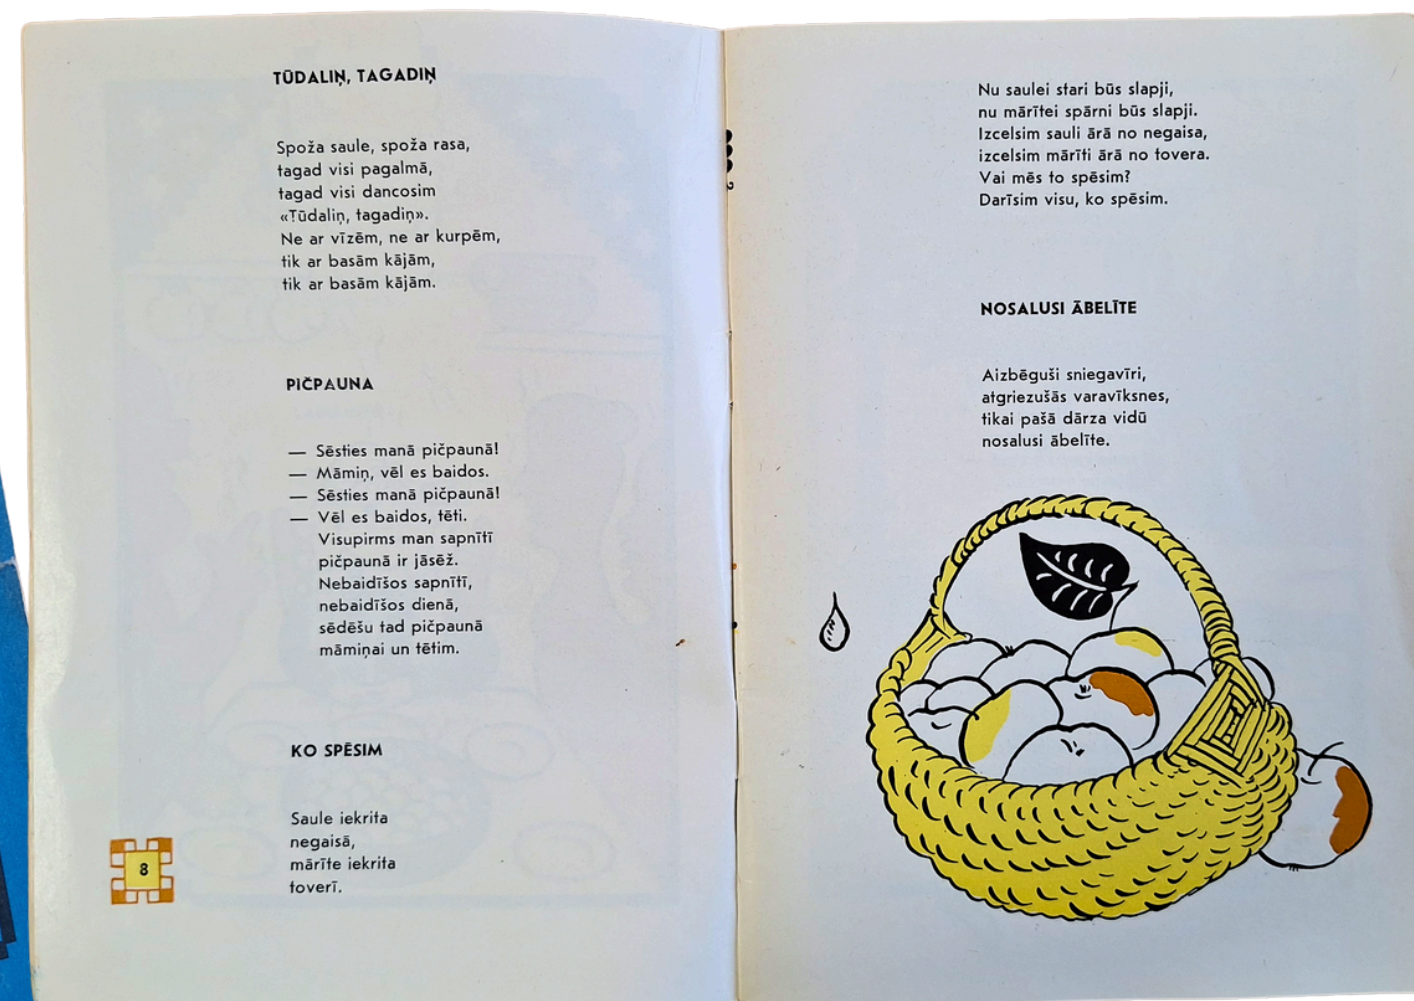 TŪDALIŅ, TAGADIŅ
Spoža saule, spoža rasa,
tagad visi pagalmā,
tagad visi dancosim
«Tūdaliņ, tagadiņ».
Ne ar vīzēm, ne ar kurpēm,
tik ar basām kājām,
tik ar basām kājām.
PIČPAUNA
— Sēsties manā pičpaunā!
— Māmiņ, vēl es baidos.
— Sēsties manā pičpaunā!
— Vēl es baidos, tēti.
Visupirms man sapnītī
pičpaunā ir jāsēž.
Nebaidīšos sapnītī,
nebaidīšos dienā,
sēdēšu tad pičpaunā
māmiņai un tētim.
KO SPĒSIM
Saule iekrita
negaisā,
mārīte iekrita
toverī.
8
Nu saulei stari būs slapji,
nu mārītei spārni būs slapji.
Izcelsim sauli ārā no negaisa,
izcelsim mārīti ārā no tovera.
Vai mēs to spēsim?
Darīsim visu, ko spēsim.
NOSALUSI ĀBELĪTE
Aizbēguši sniegavīri,
atgriezušās varavīksnes,
tikai pašā dārza vidū
nosalusi ābelīte.